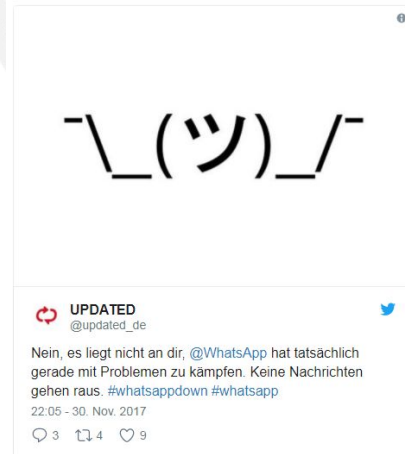 ¯\_(ツ)_/¯
UPDATED
@updated_de
Nein, es liegt nicht an dir, @WhatsApp hat tatsächlich
gerade mit Problemen zu kämpfen. Keine Nachrichten
gehen raus. #whatsappdown #whatsapp
22:05 - 30. Nov. 2017
3 4 9